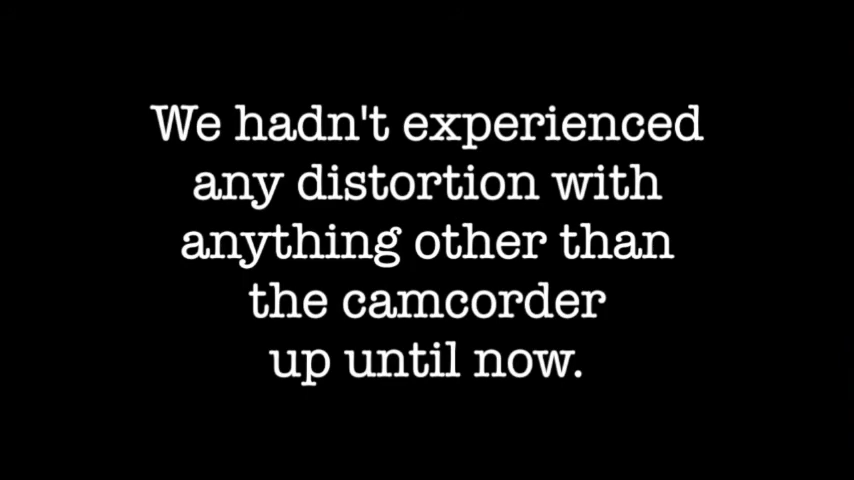 We hadn't experienced
any distortion with
anything other than
the camcorder
up until now.